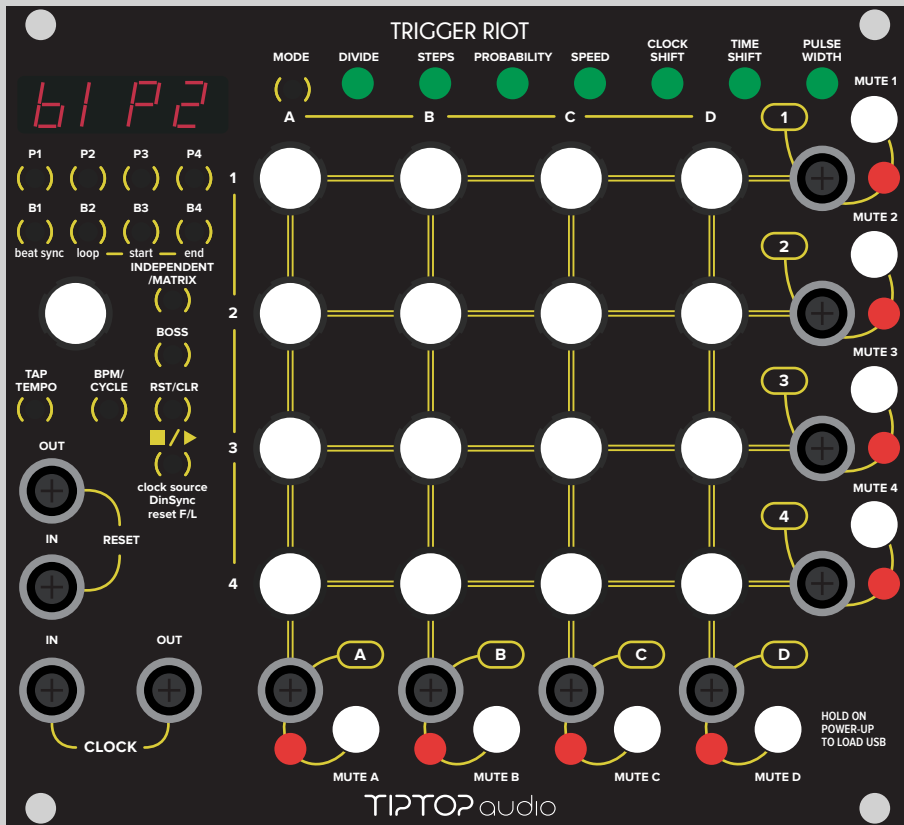 TRIGGER RIOT
MODE DIVIDE STEPS PROBABILITY SPEED CLOCK SHIFT TIME SHIFT PULSE WIDTH
b1 P2
A B C D
P1 P2 P3 P4
B1 B2 B3 B4
beat sync loop start end
INDEPENDENT
/MATRIX
BOSS
TAP
TEMPO
BPM/
CYCLE
RST/CLR
clock source
DinSync
reset F/L
OUT
IN
RESET
IN OUT
CLOCK
1
2
3
4
1
MUTE 1
2
MUTE 2
3
MUTE 3
4
MUTE 4
A B C D
MUTE A MUTE B MUTE C MUTE D
HOLD ON
POWER-UP
TO LOAD USB
TIPTOP audio